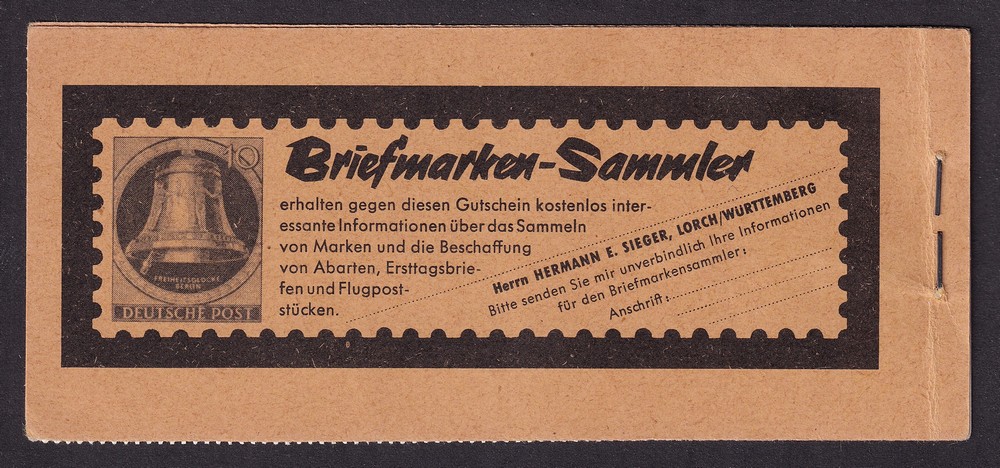 10
FREIHEITSGLOCKE
BERLIN
DEUTSCHE POST
Briefmarken-Sammler
erhalten gegen diesen Gutschein kostenlos inter-
essante Informationen über das Sammeln
von Marken und die Beschaffung
von Abarten, Ersttagsbrie-
fen und Flugpost-
stücken.
Herrn HERMANN E. SIEGER, LORCH/WURTTEMBERG
Bitte senden Sie mir unverbindlich Ihre Informationen
für den Briefmarkensammler:
Anschrift: